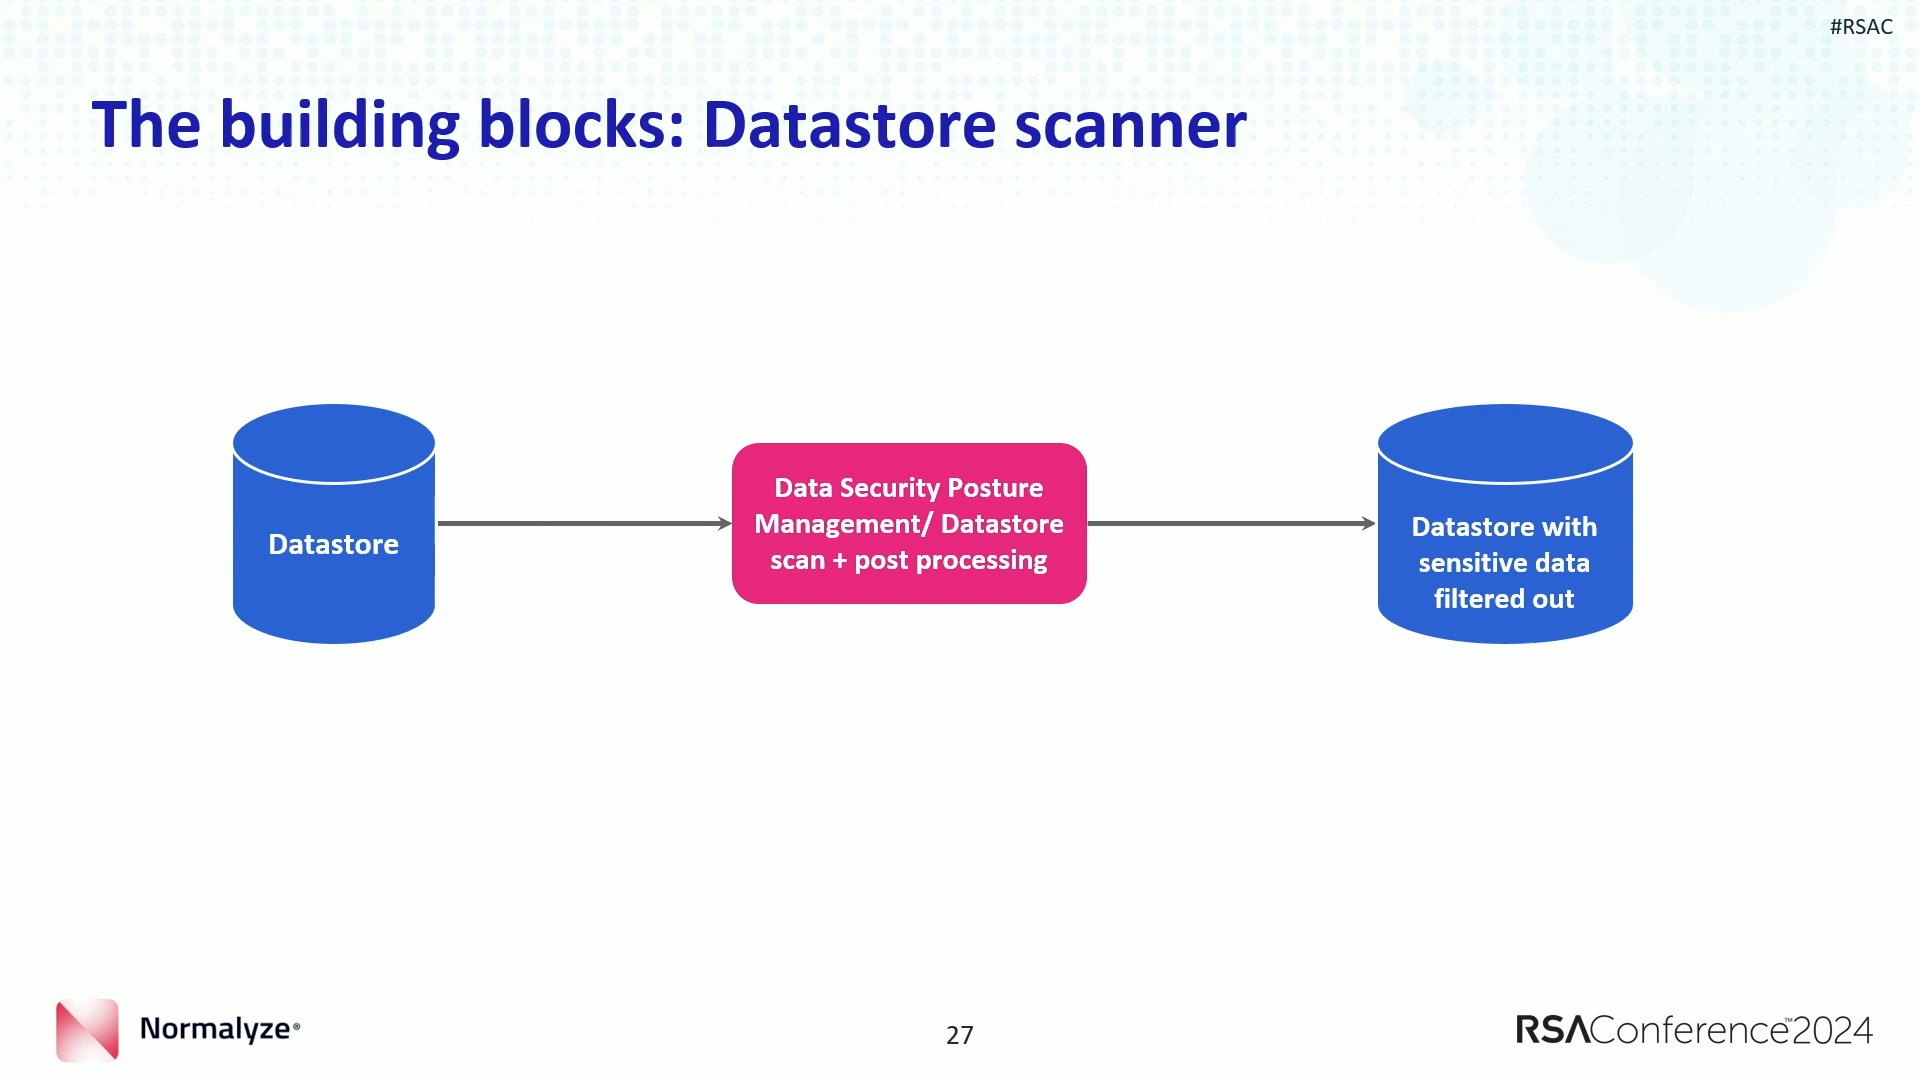 #RSAC
The building blocks: Datastore scanner
Datastore
Data Security Posture
Management/ Datastore
scan + post processing
Datastore with
sensitive data
filtered out
Normalyze®
27
RSAConference™2024